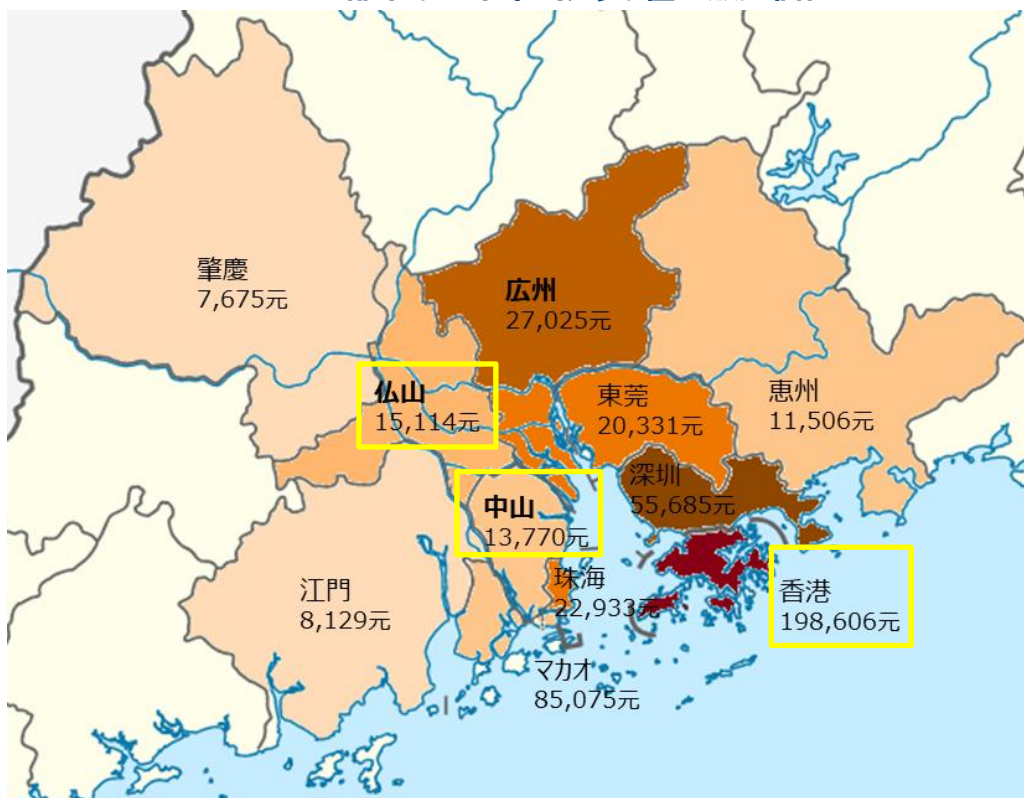 肇慶
7,675元
広州
27,025元
仏山
15,114元
東莞
20,331元
恵州
11,506元
深圳
55,685元
中山
13,770元
珠海
22,933元
香港
198,606元
江門
8,129元
マカオ
85,075元